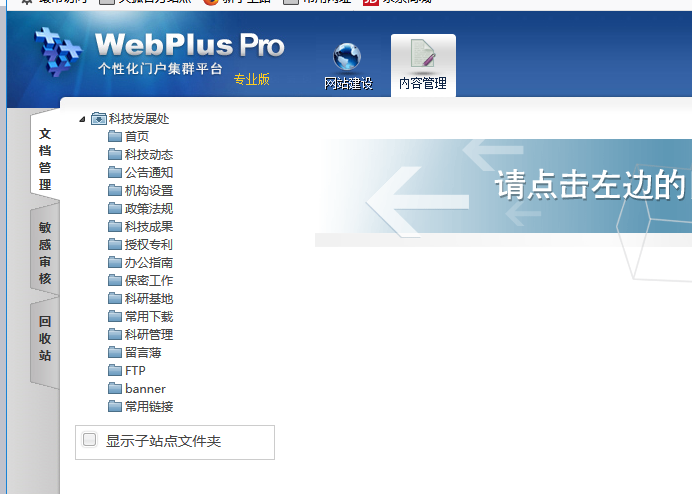 WebPlus Pro
个性化门户集群平台
专业版
网站建设
内容管理
文档管理
敏感审核
回收站
科技发展处
首页
科技动态
公告通知
机构设置
政策法规
科技成果
授权专利
办公指南
保密工作
科研基地
常用下载
科研管理
留言薄
FTP
banner
常用链接
显示子站点文件夹
请点击左边的